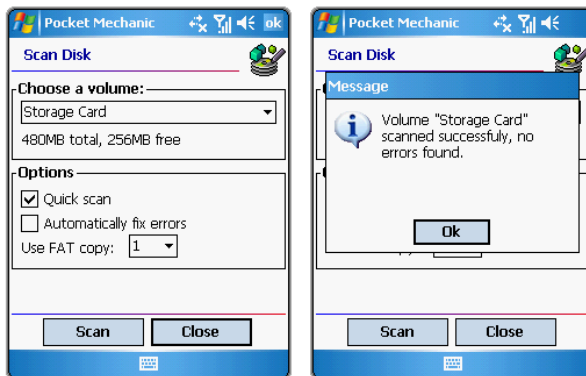 Pocket Mechanic
ok
Scan Disk
Choose a volume:
Storage Card
480MB total, 256MB free
Options
Quick scan
Automatically fix errors
Use FAT copy: 1
Scan
Close
Pocket Mechanic
Scan Disk
Message
Volume "Storage Card"
scanned successfuly, no
errors found.
Ok
Scan
Close